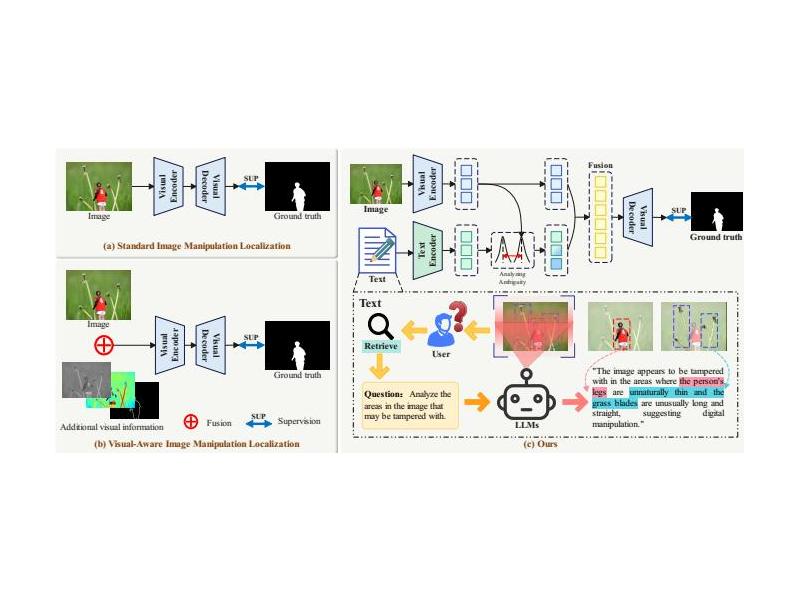 Image
Visual
Encoder
Visual
Decoder
SUP
Ground truth
(a) Standard Image Manipulation Localization
Image
Visual
Encoder
Visual
Decoder
SUP
Ground truth
Additional visual information
Fusion
SUP
Supervision
(b) Visual-Aware Image Manipulation Localization
Image
Visual
Encoder
Text
Text
Encoder
Analyzing
Ambiguity
Fusion
Visual
Decoder
SUP
Ground truth
Text
Retrieve
User
Question: Analyze the
areas in the image that
may be tampered with.
LLMs
"The image appears to be tampered
with in the areas where the person's
legs are unnaturally thin and the
grass blades are unusually long and
straight, suggesting digital
manipulation."
(c) Ours